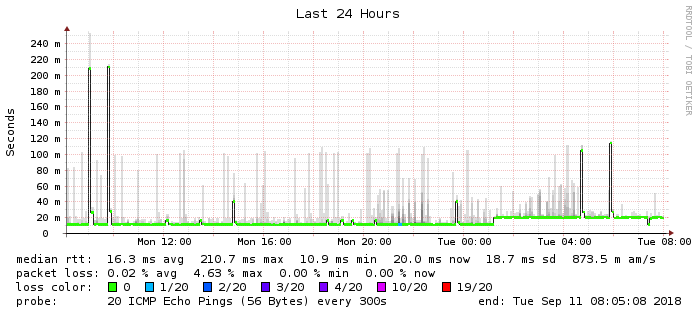 Last 24 Hours
RRDTOOL / TOBI OETIKER
Seconds
240 m
220 m
200 m
180 m
160 m
140 m
120 m
100 m
80 m
60 m
40 m
20 m
0
Mon 12:00 Mon 16:00 Mon 20:00 Tue 00:00 Tue 04:00 Tue 08:00
median rtt: 16.3 ms avg 210.7 ms max 10.9 ms min 20.0 ms now 18.7 ms sd 873.5 m am/s
packet loss: 0.02 % avg 4.63 % max 0.00 % min 0.00 % now
loss color: 0 1/20 2/20 3/20 4/20 10/20 19/20
probe: 20 ICMP Echo Pings (56 Bytes) every 300s end: Tue Sep 11 08:05:08 2018